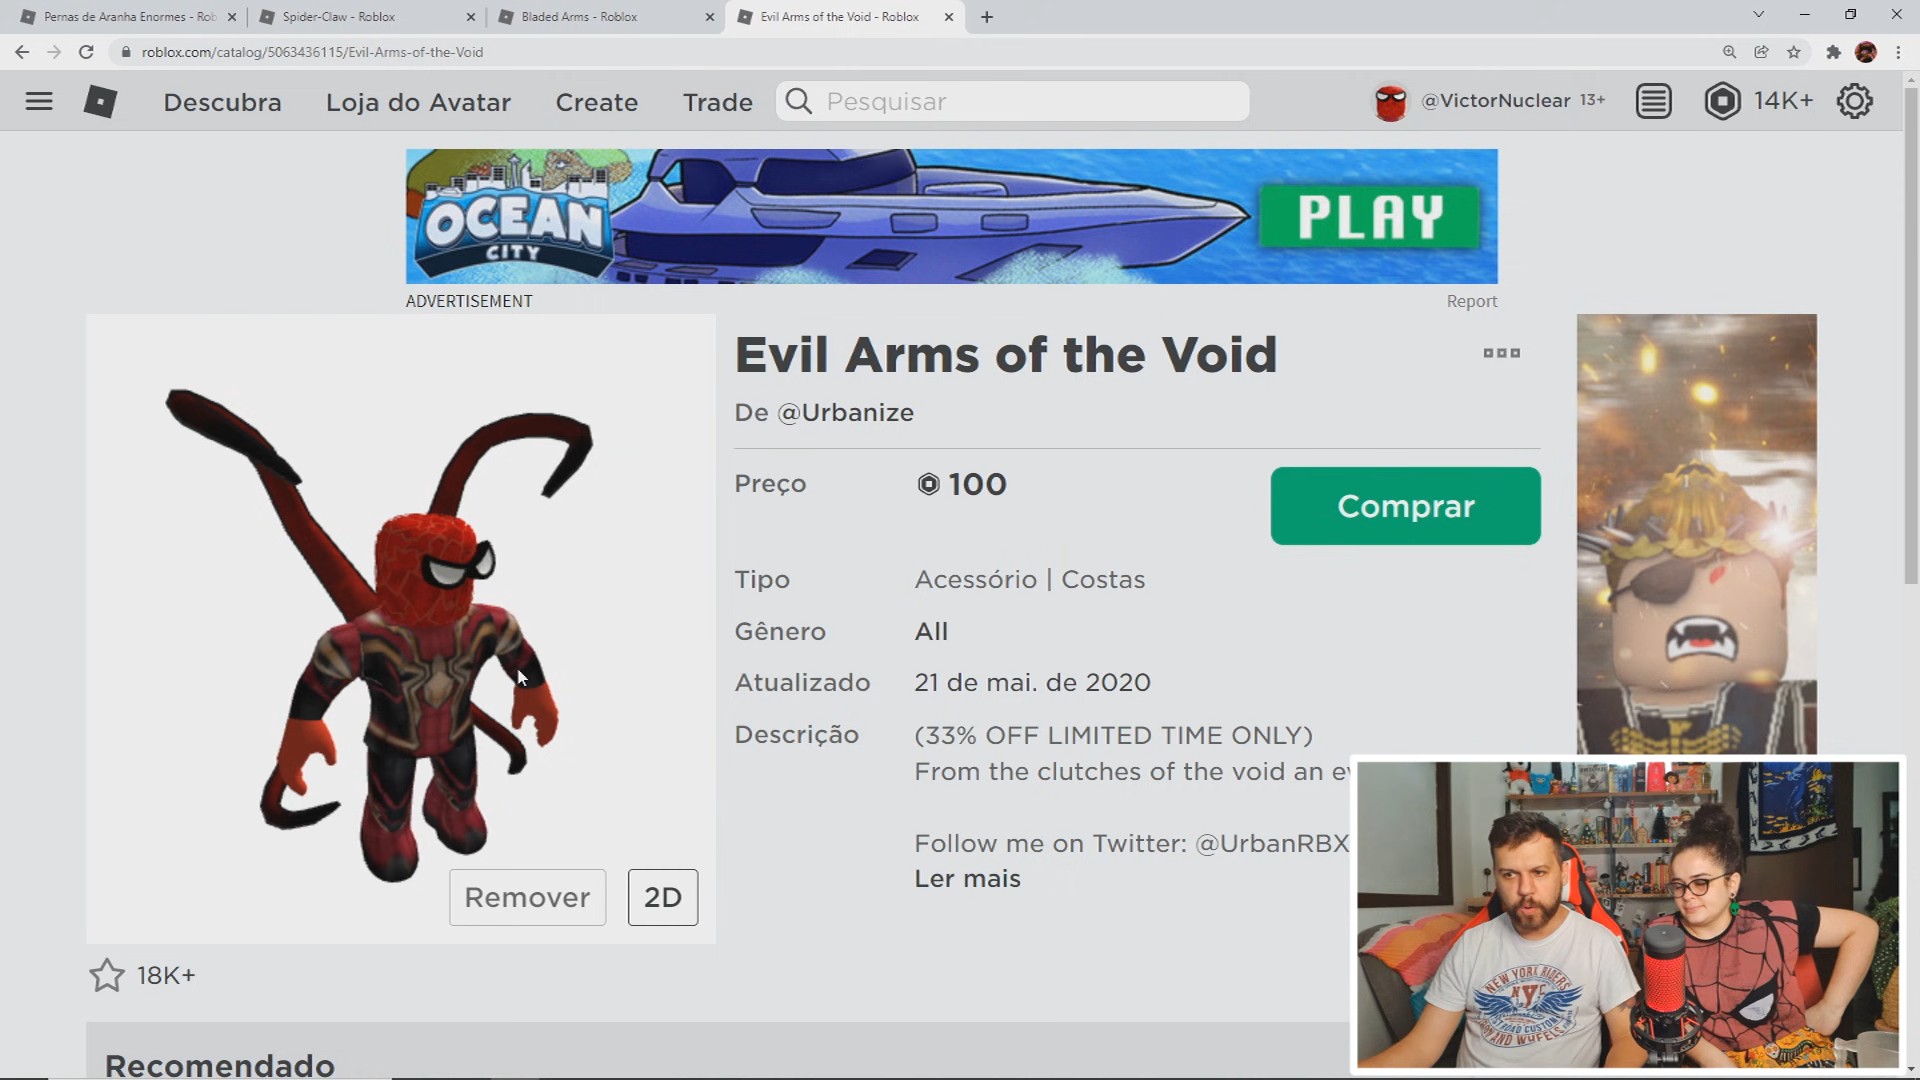 Pernas de Aranha Enormes - Rob
Spider-Claw - Roblox
Bladed Arms - Roblox
Evil Arms of the Void - Roblox
roblox.com/catalog/5063436115/Evil-Arms-of-the-Void
Descubra
Loja do Avatar
Create
Trade
Pesquisar
@VictorNuclear 13+
14K+
OCEAN
CITY
PLAY
ADVERTISEMENT
Report
Evil Arms of the Void
De @Urbanize
Preço
100
Comprar
Tipo
Acessório | Costas
Gênero
All
Atualizado
21 de mai. de 2020
Descrição
(33% OFF LIMITED TIME ONLY)
From the clutches of the void an ev
Follow me on Twitter: @UrbanRBX
Ler mais
Remover
2D
18K+
Recomendado
NEW YORK RIDERS
NYC
AND WHEELS